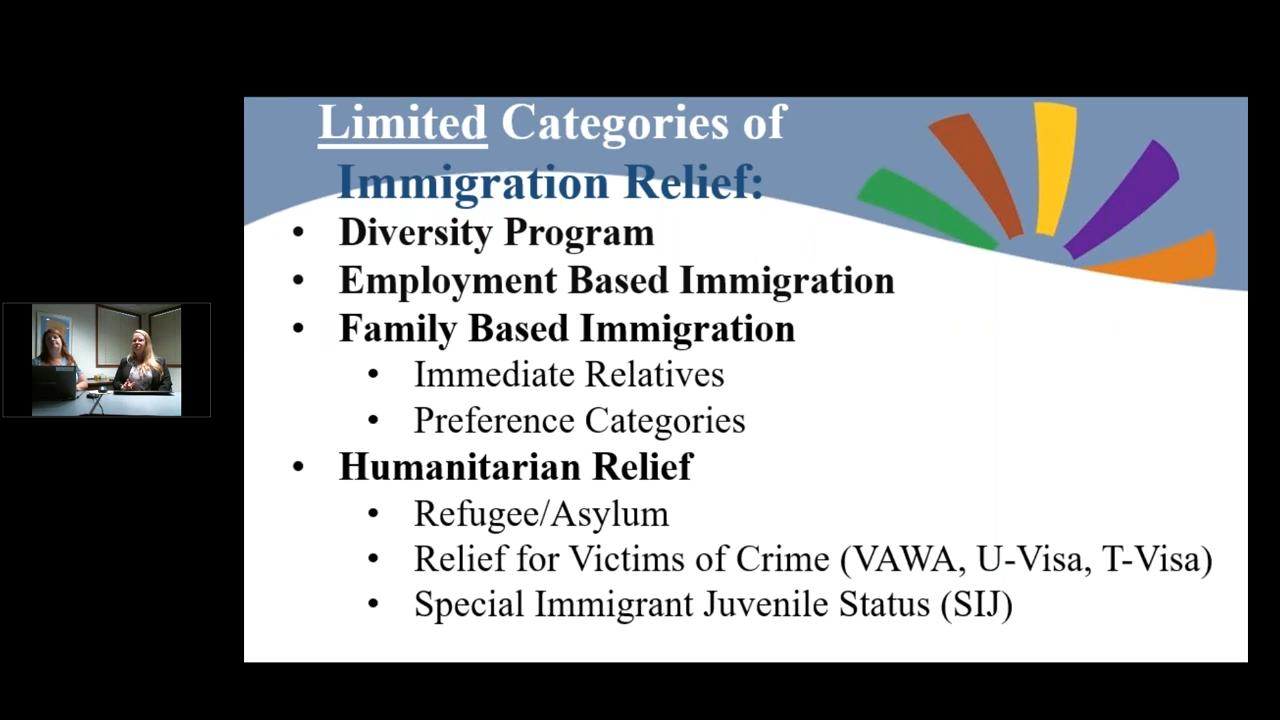 Limited Categories of
Immigration Relief:
• Diversity Program
• Employment Based Immigration
• Family Based Immigration
• Immediate Relatives
• Preference Categories
• Humanitarian Relief
• Refugee/Asylum
• Relief for Victims of Crime (VAWA, U-Visa, T-Visa)
• Special Immigrant Juvenile Status (SIJ)